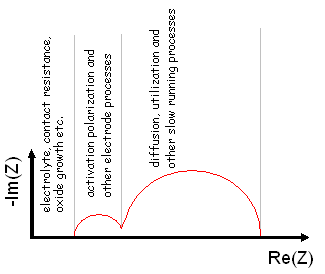 electrolyte, contact resistance,
oxide growth etc.
activation polarization and
other electrode processes
diffusion, utilization and
other slow running processes
-Im(Z)
Re(Z)